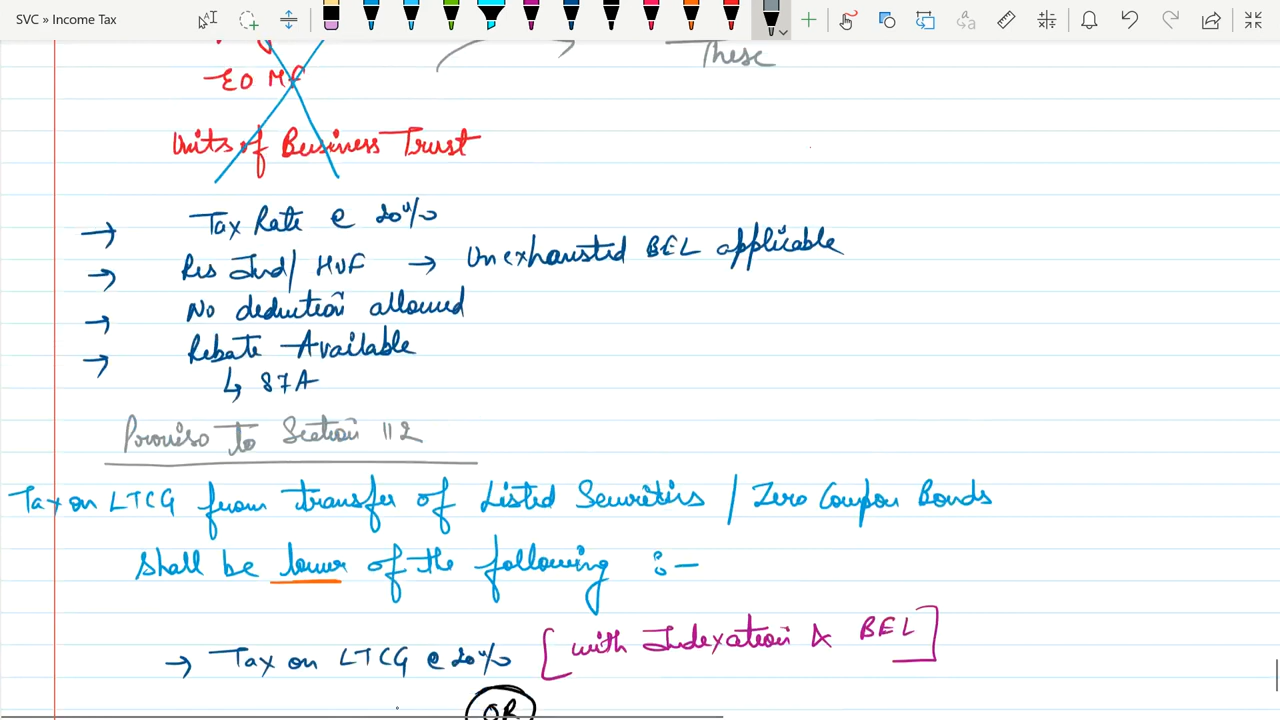 SVC » Income Tax
These
EO MF
Units of Business Trust
→ Tax Rate @ 20%
→ Res Ind/ HUF → Unexhausted BEL applicable
→ No deduction allowed
→ Rebate Available
↳ 87A
Proviso to Section 112
Tax on LTCG from transfer of Listed Securities / Zero Coupon Bonds
shall be lower of the following :-
→ Tax on LTCG @ 20% [with Indexation & BEL]
OR